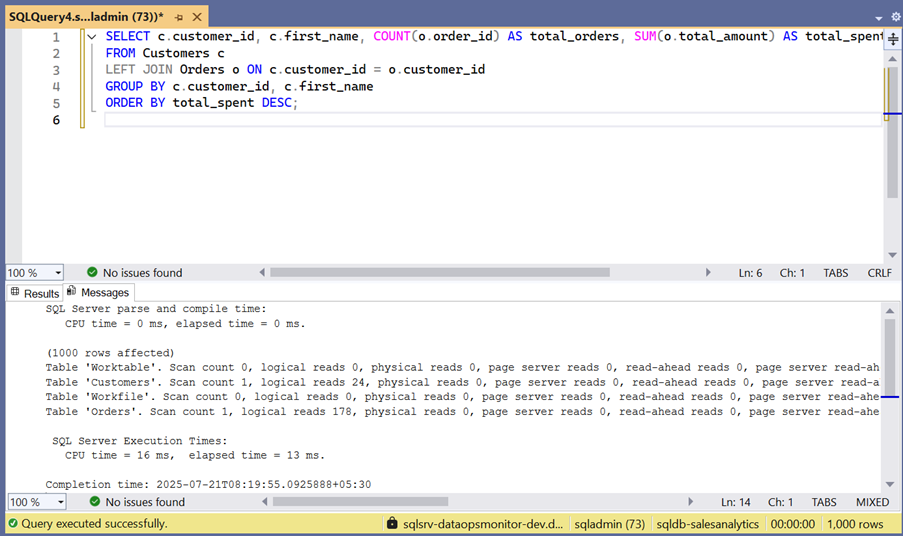 SQLQuery4.s...ladmin (73))*
1 SELECT c.customer_id, c.first_name, COUNT(o.order_id) AS total_orders, SUM(o.total_amount) AS total_spent
2 FROM Customers c
3 LEFT JOIN Orders o ON c.customer_id = o.customer_id
4 GROUP BY c.customer_id, c.first_name
5 ORDER BY total_spent DESC;
6
100 % No issues found Ln: 6 Ch: 1 TABS CRLF
Results Messages
SQL Server parse and compile time:
CPU time = 0 ms, elapsed time = 0 ms.
(1000 rows affected)
Table 'Worktable'. Scan count 0, logical reads 0, physical reads 0, page server reads 0, read-ahead reads 0, page server read-ah
Table 'Customers'. Scan count 1, logical reads 24, physical reads 0, page server reads 0, read-ahead reads 0, page server read-a
Table 'Workfile'. Scan count 0, logical reads 0, physical reads 0, page server reads 0, read-ahead reads 0, page server read-ahe
Table 'Orders'. Scan count 1, logical reads 178, physical reads 0, page server reads 0, read-ahead reads 0, page server read-ahe
SQL Server Execution Times:
CPU time = 16 ms, elapsed time = 13 ms.
Completion time: 2025-07-21T08:19:55.0925888+05:30
100 % No issues found Ln: 14 Ch: 1 TABS MIXED
Query executed successfully. sqlsrv-dataopsmonitor-dev.d... sqladmin (73) sqldb-salesanalytics 00:00:00 1,000 rows